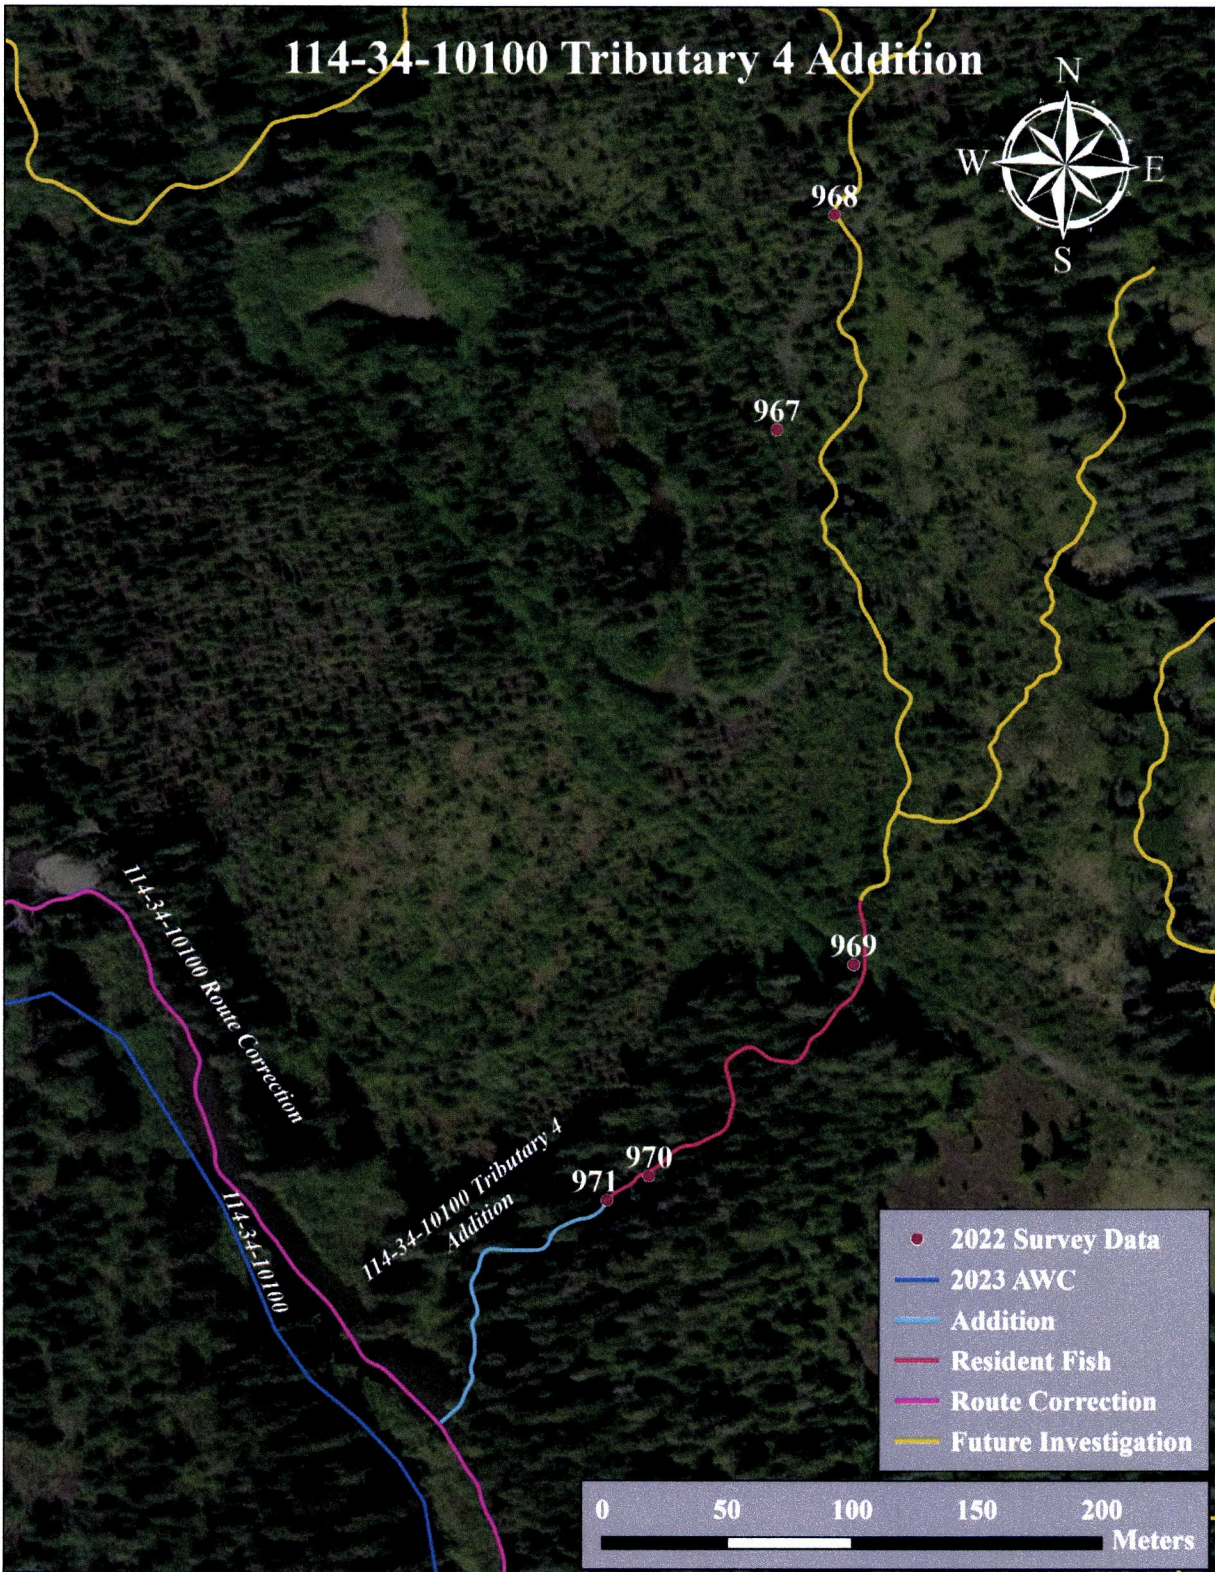 114-34-10100 Tributary 4 Addition
N
W
E
S
968
967
969
114-34-10100 Route Correction
114-34-10100
114-34-10100 Tributary 4
Addition
970
971
2022 Survey Data
2023 AWC
Addition
Resident Fish
Route Correction
Future Investigation
0 50 100 150 200
Meters